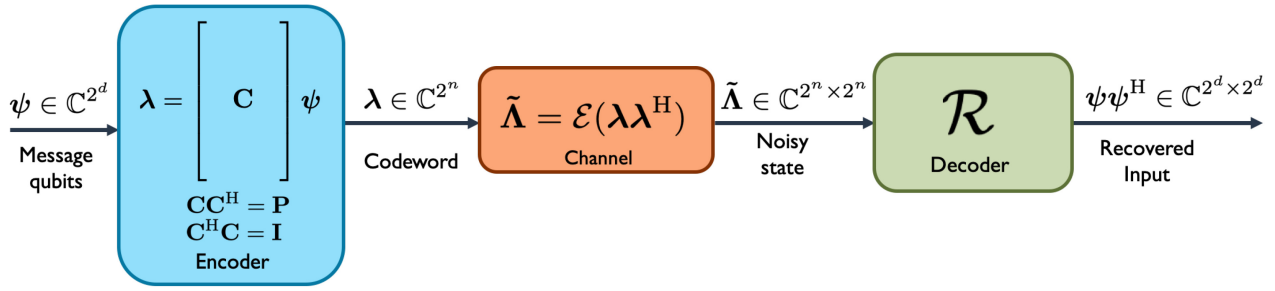 ψ ∈ ℂ^{2^d}
Message
qubits
λ = [ C ] ψ
CC^H = P
C^H C = I
Encoder
λ ∈ ℂ^{2^n}
Codeword
Λ̃ = ℰ(λλ^H)
Channel
Λ̃ ∈ ℂ^{2^n × 2^n}
Noisy
state
ℛ
Decoder
ψψ^H ∈ ℂ^{2^d × 2^d}
Recovered
Input